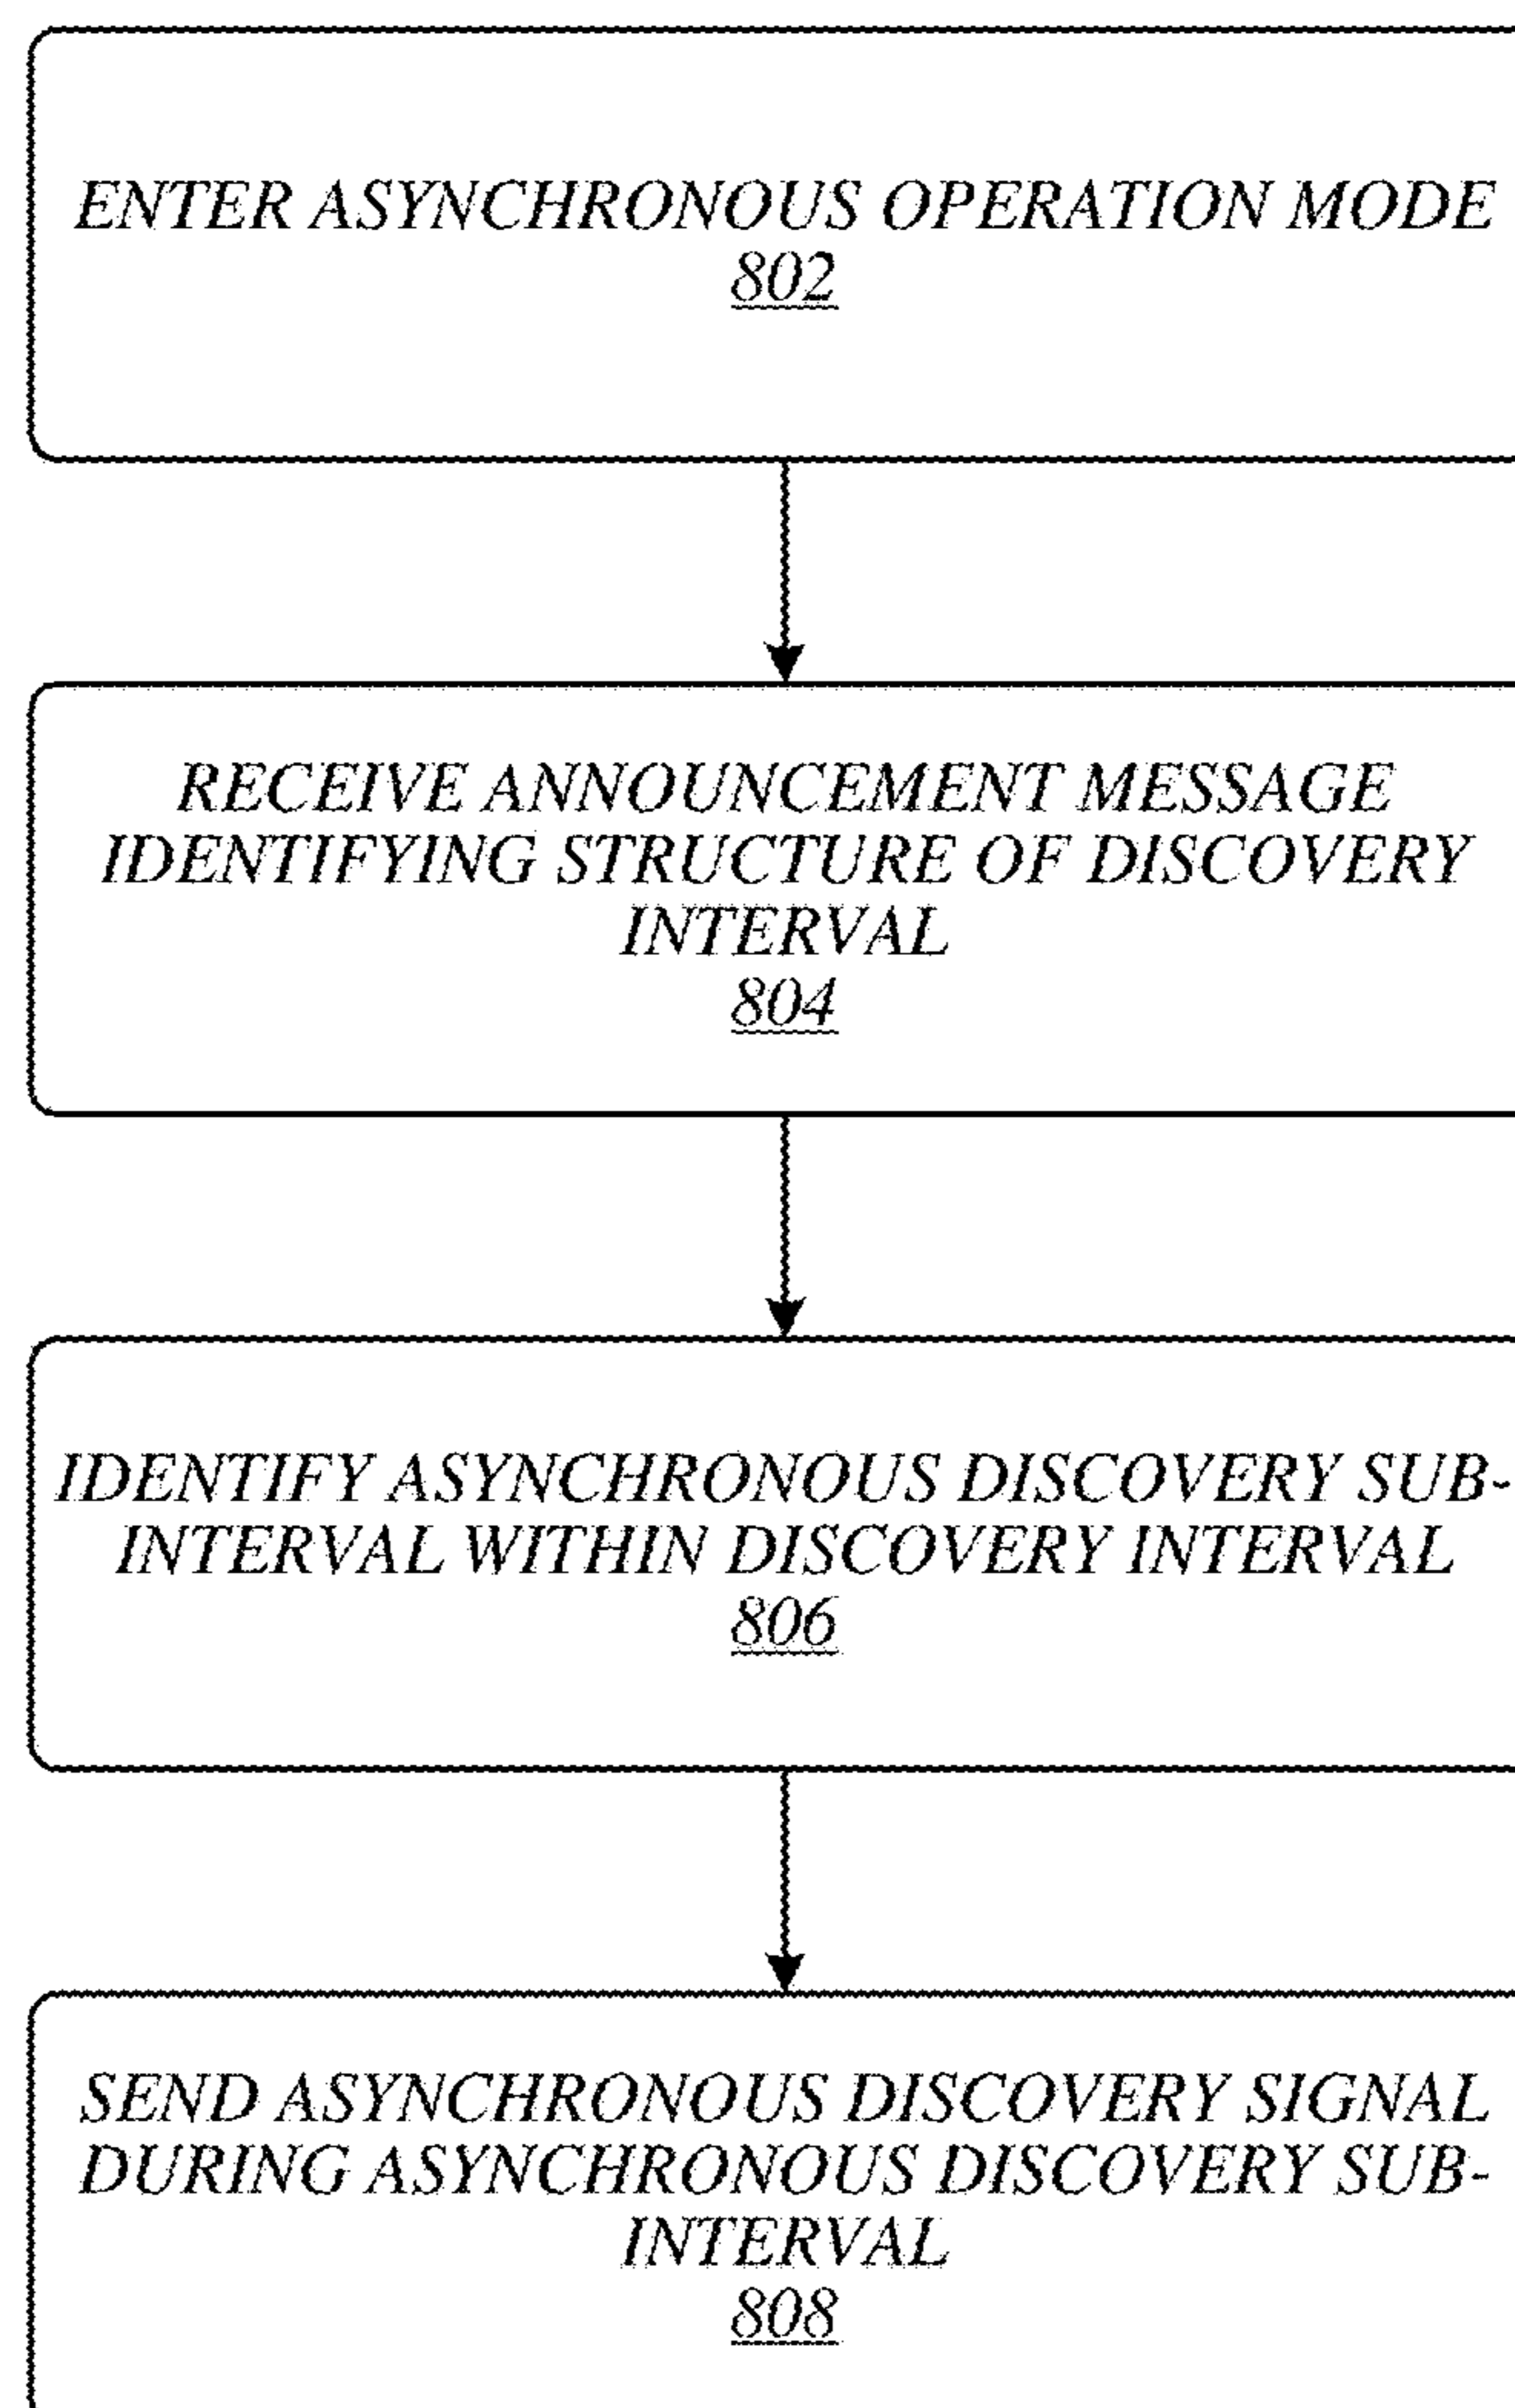 ENTER ASYNCHRONOUS OPERATION MODE
802
RECEIVE ANNOUNCEMENT MESSAGE
IDENTIFYING STRUCTURE OF DISCOVERY
INTERVAL
804
IDENTIFY ASYNCHRONOUS DISCOVERY SUB-
INTERVAL WITHIN DISCOVERY INTERVAL
806
SEND ASYNCHRONOUS DISCOVERY SIGNAL
DURING ASYNCHRONOUS DISCOVERY SUB-
INTERVAL
808